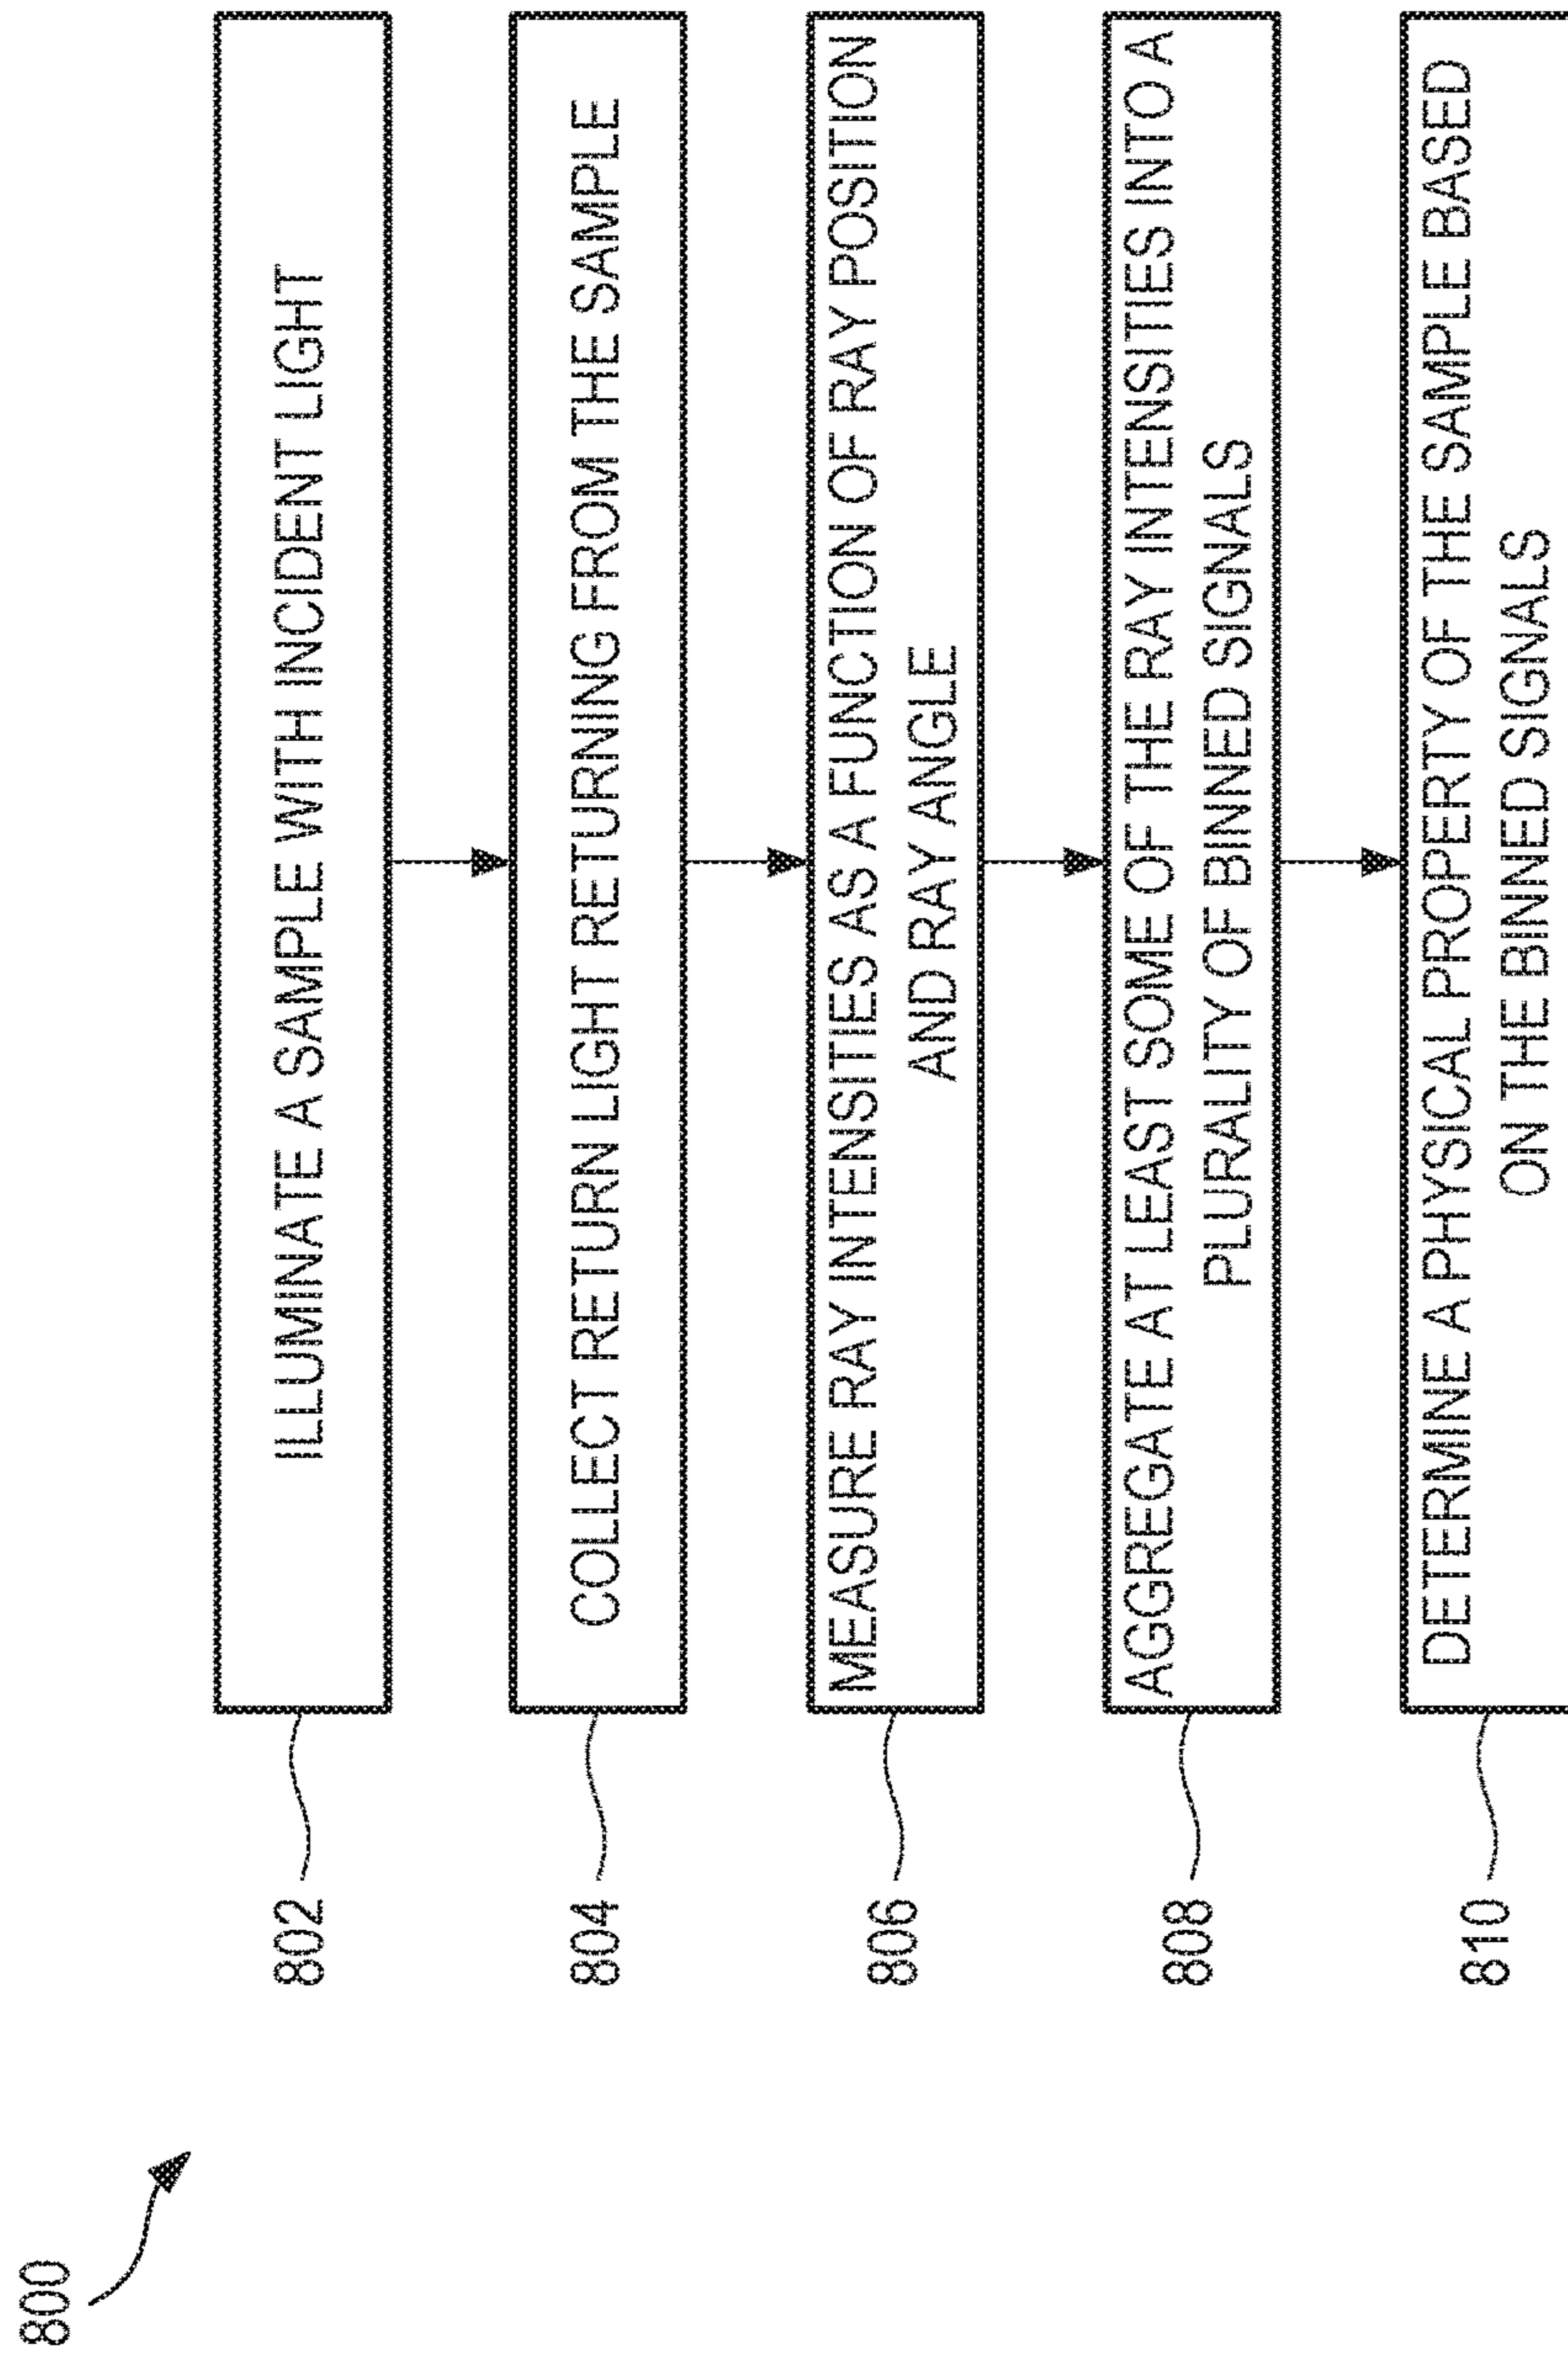 800
802
ILLUMINATE A SAMPLE WITH INCIDENT LIGHT
804
COLLECT RETURN LIGHT RETURNING FROM THE SAMPLE
806
MEASURE RAY INTENSITIES AS A FUNCTION OF RAY POSITION
AND RAY ANGLE
808
AGGREGATE AT LEAST SOME OF THE RAY INTENSITIES INTO A
PLURALITY OF BINNED SIGNALS
810
DETERMINE A PHYSICAL PROPERTY OF THE SAMPLE BASED
ON THE BINNED SIGNALS